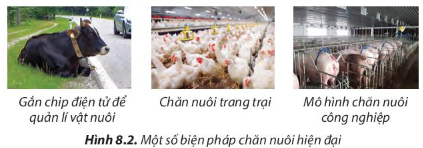 Gắn chip điện tử để
quản lí vật nuôi
Chăn nuôi trang trại
Mô hình chăn nuôi
công nghiệp
Hình 8.2. Một số biện pháp chăn nuôi hiện đại